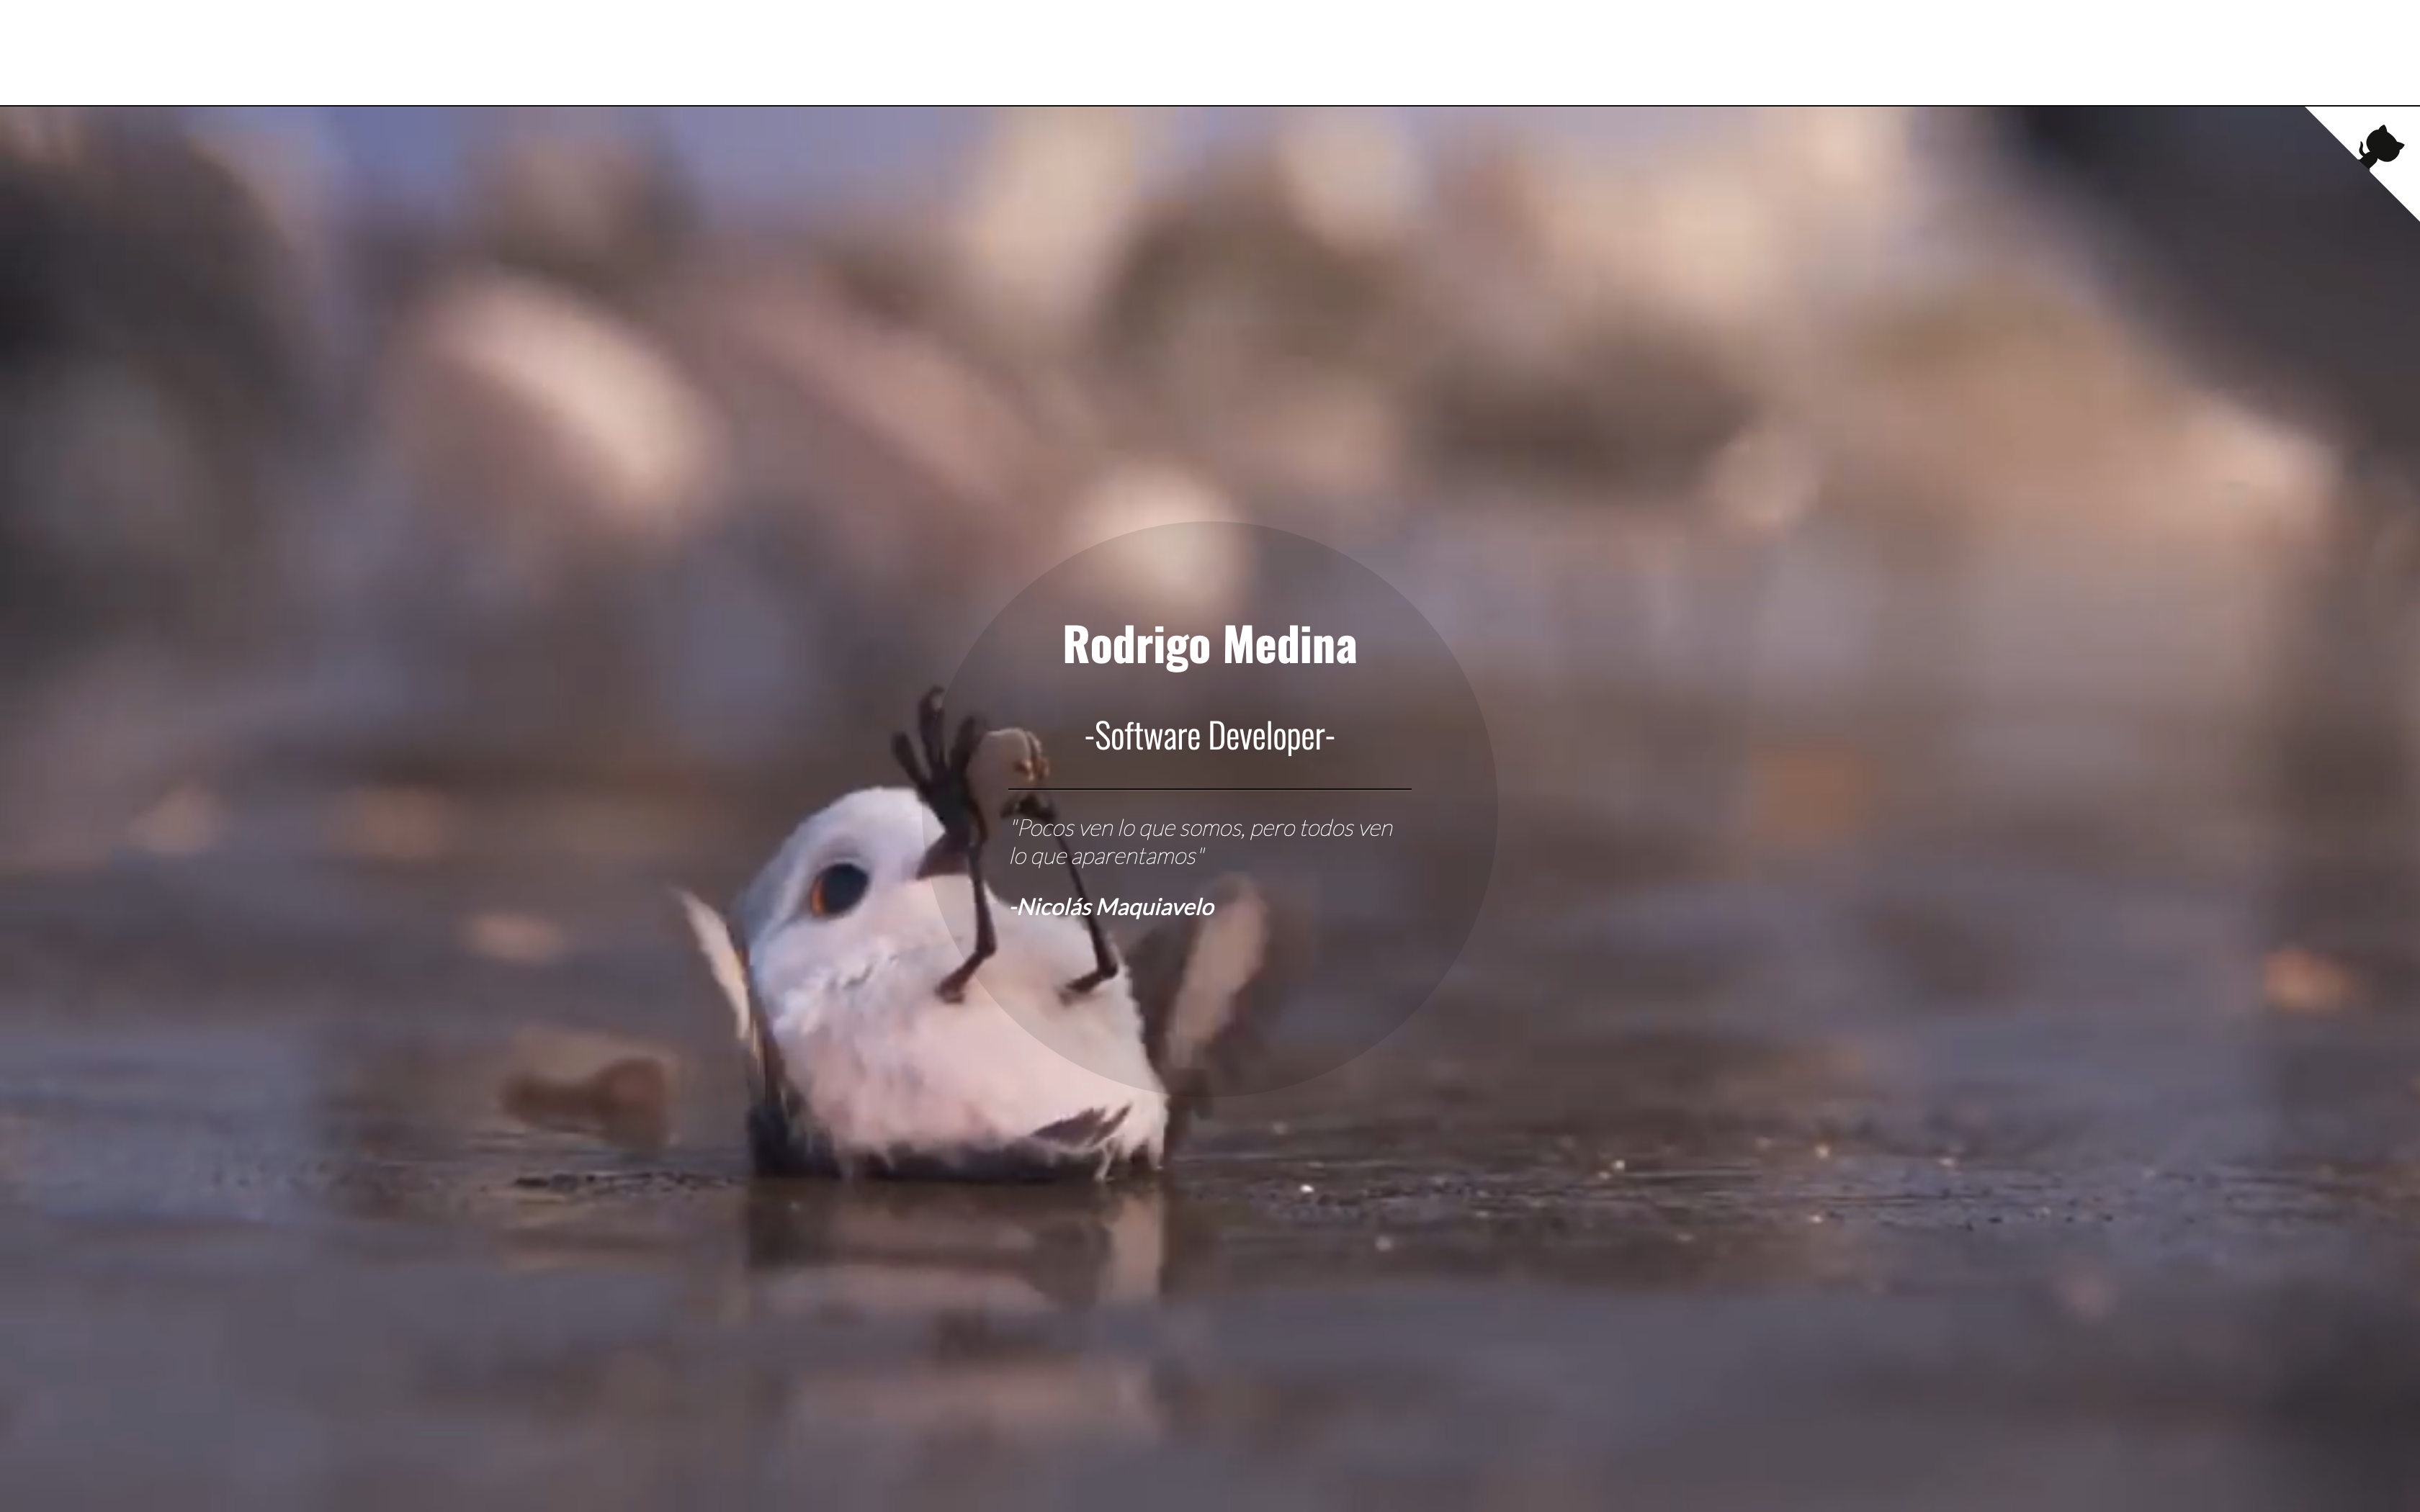 Rodrigo Medina
-Software Developer-
"Pocos ven lo que somos, pero todos ven
lo que aparentamos"
-Nicolás Maquiavelo